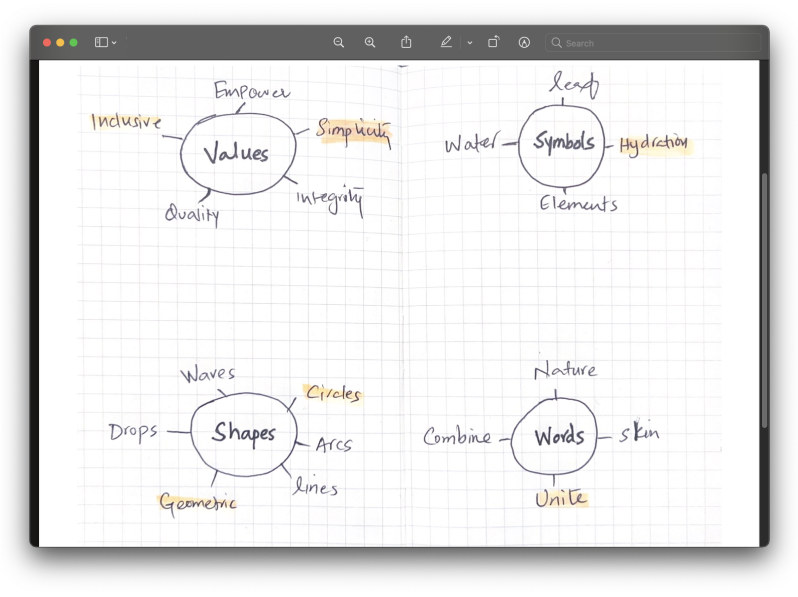 Search
Empower
Inclusive
Simplicity
Values
Integrity
Quality
leaf
Water
Symbols
Hydration
Elements
Waves
Circles
Drops
Shapes
Arcs
lines
Geometric
Nature
Combine
Words
skin
Unite